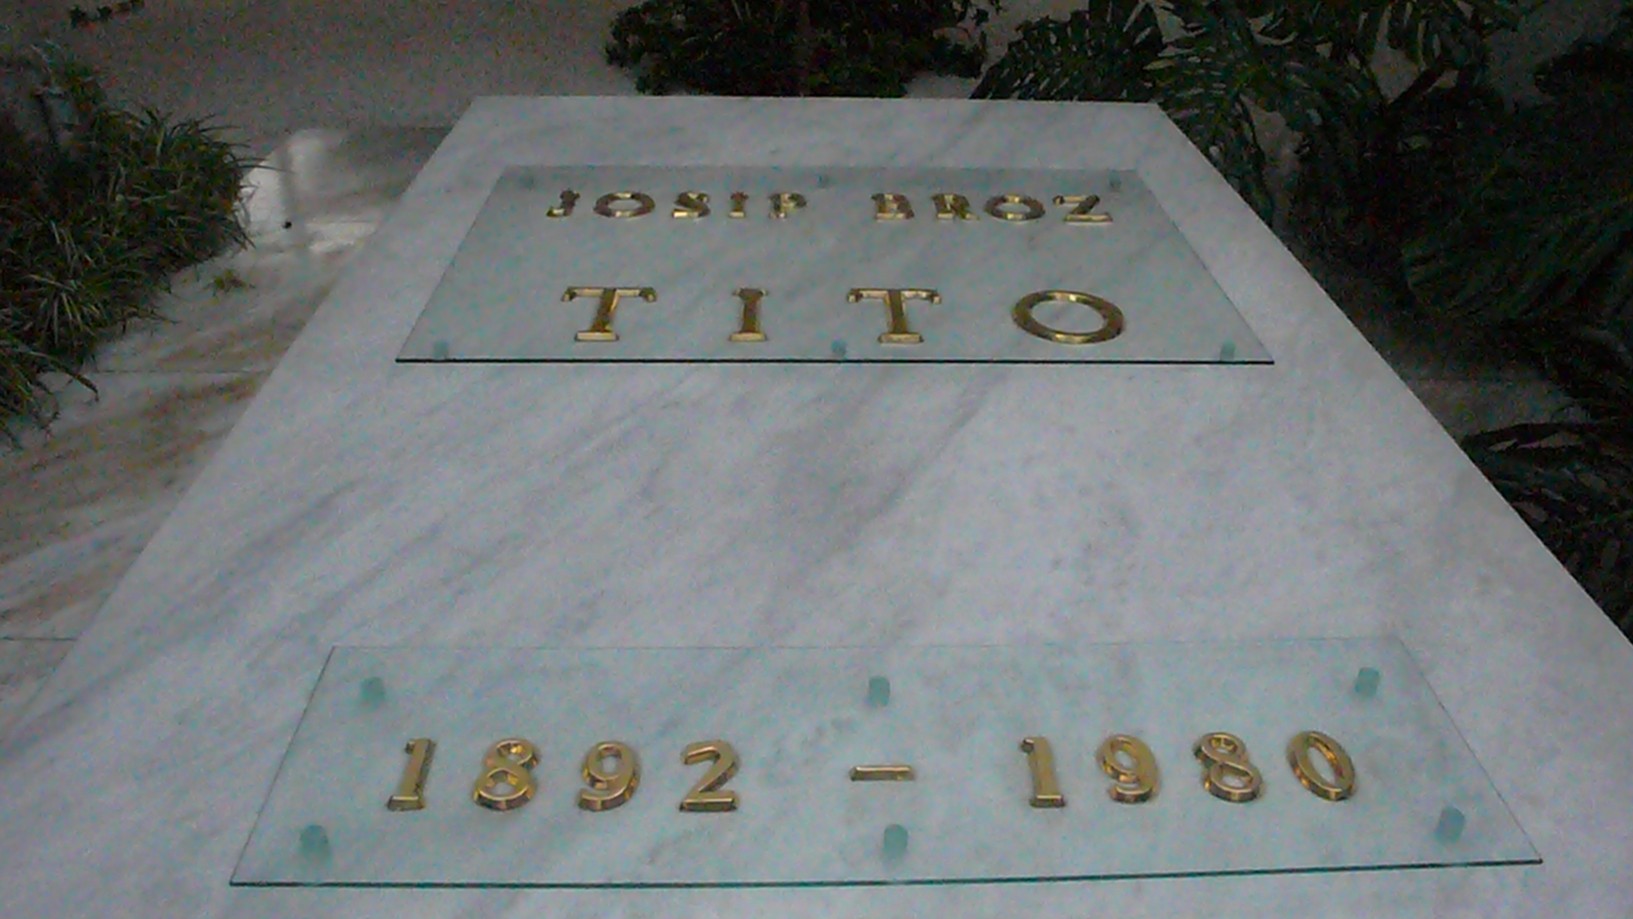 JOSIP BROZ
TITO
1892 – 1980